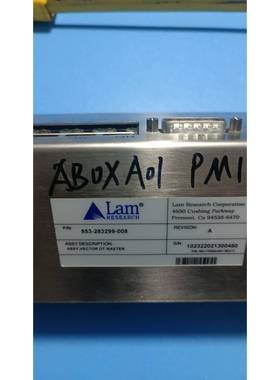 ABOXA01 PM1
Lam
RESEARCH
Lam Research Corporation
4650 Cushing Parkway
Fremont, Ca 94538-6470
P/N:
853-283299-008
REVISION:
A
ASSY DESCRIPTION:
ASSY,VECTOR DT MASTER
S/N
102322021300450